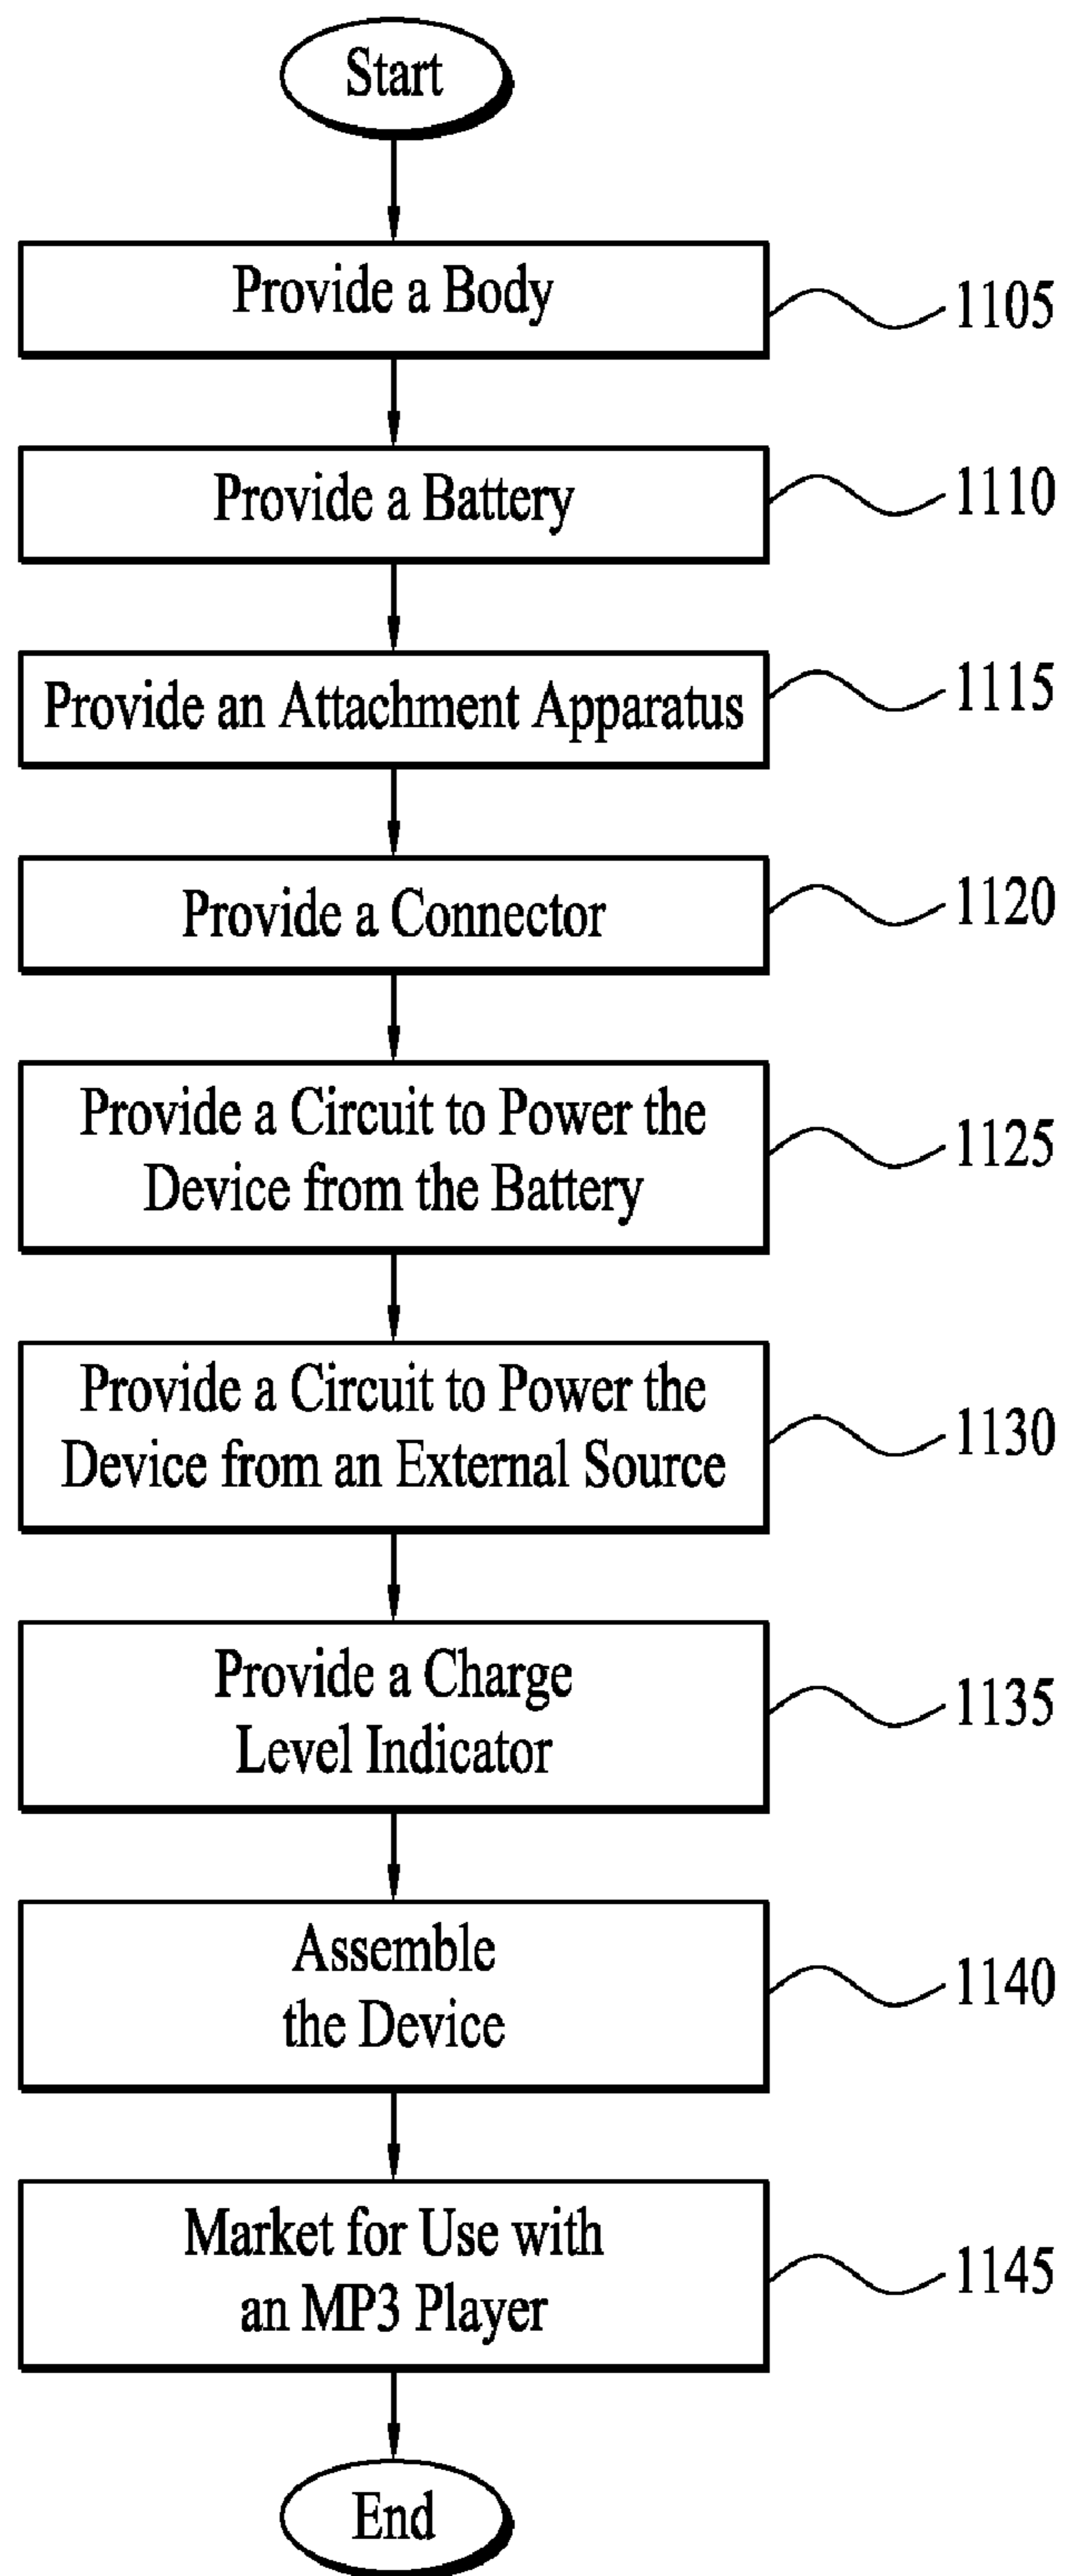 Start
Provide a Body
1105
Provide a Battery
1110
Provide an Attachment Apparatus
1115
Provide a Connector
1120
Provide a Circuit to Power the
Device from the Battery
1125
Provide a Circuit to Power the
Device from an External Source
1130
Provide a Charge
Level Indicator
1135
Assemble
the Device
1140
Market for Use with
an MP3 Player
1145
End